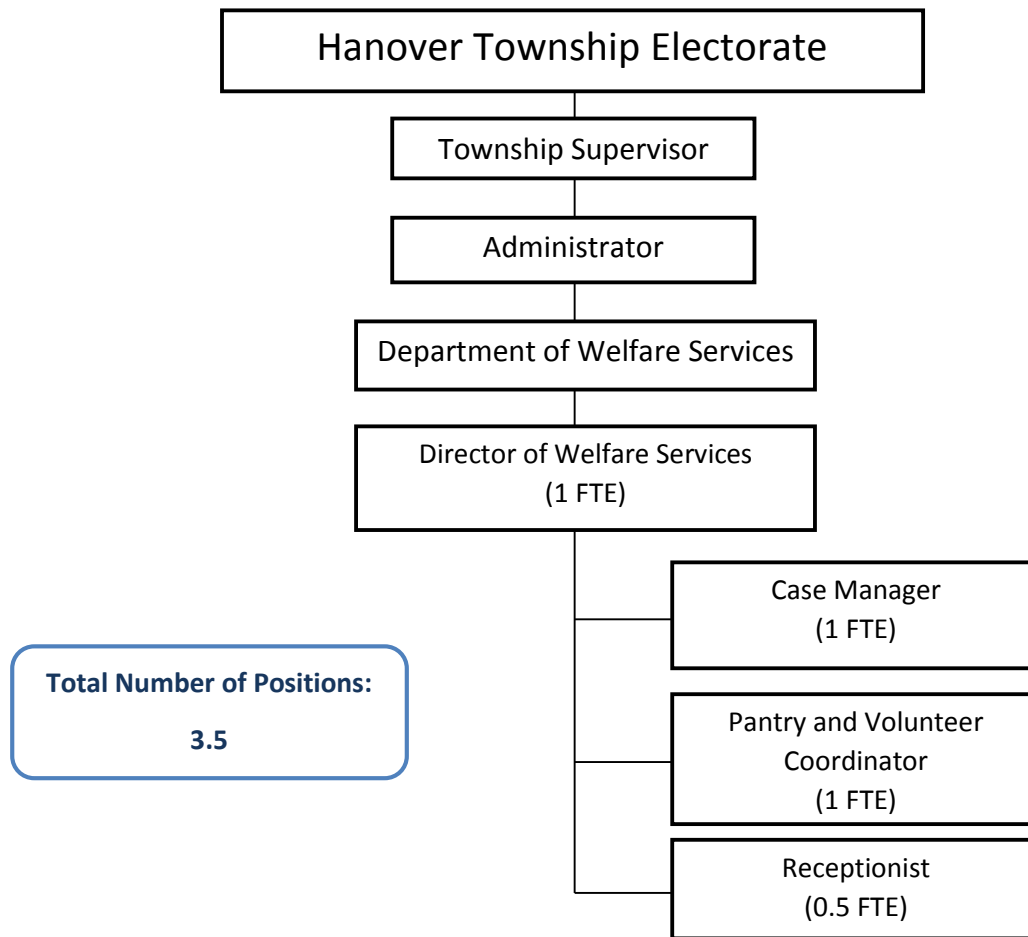 Hanover Township Electorate
Township Supervisor
Administrator
Department of Welfare Services
Director of Welfare Services
(1 FTE)
Case Manager
(1 FTE)
Total Number of Positions:
3.5
Pantry and Volunteer
Coordinator
(1 FTE)
Receptionist
(0.5 FTE)